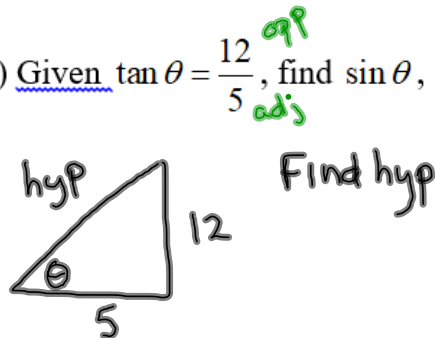 opp
) Given tan θ = 12/5, find sin θ,
adj
hyp
Find hyp
12
θ
5